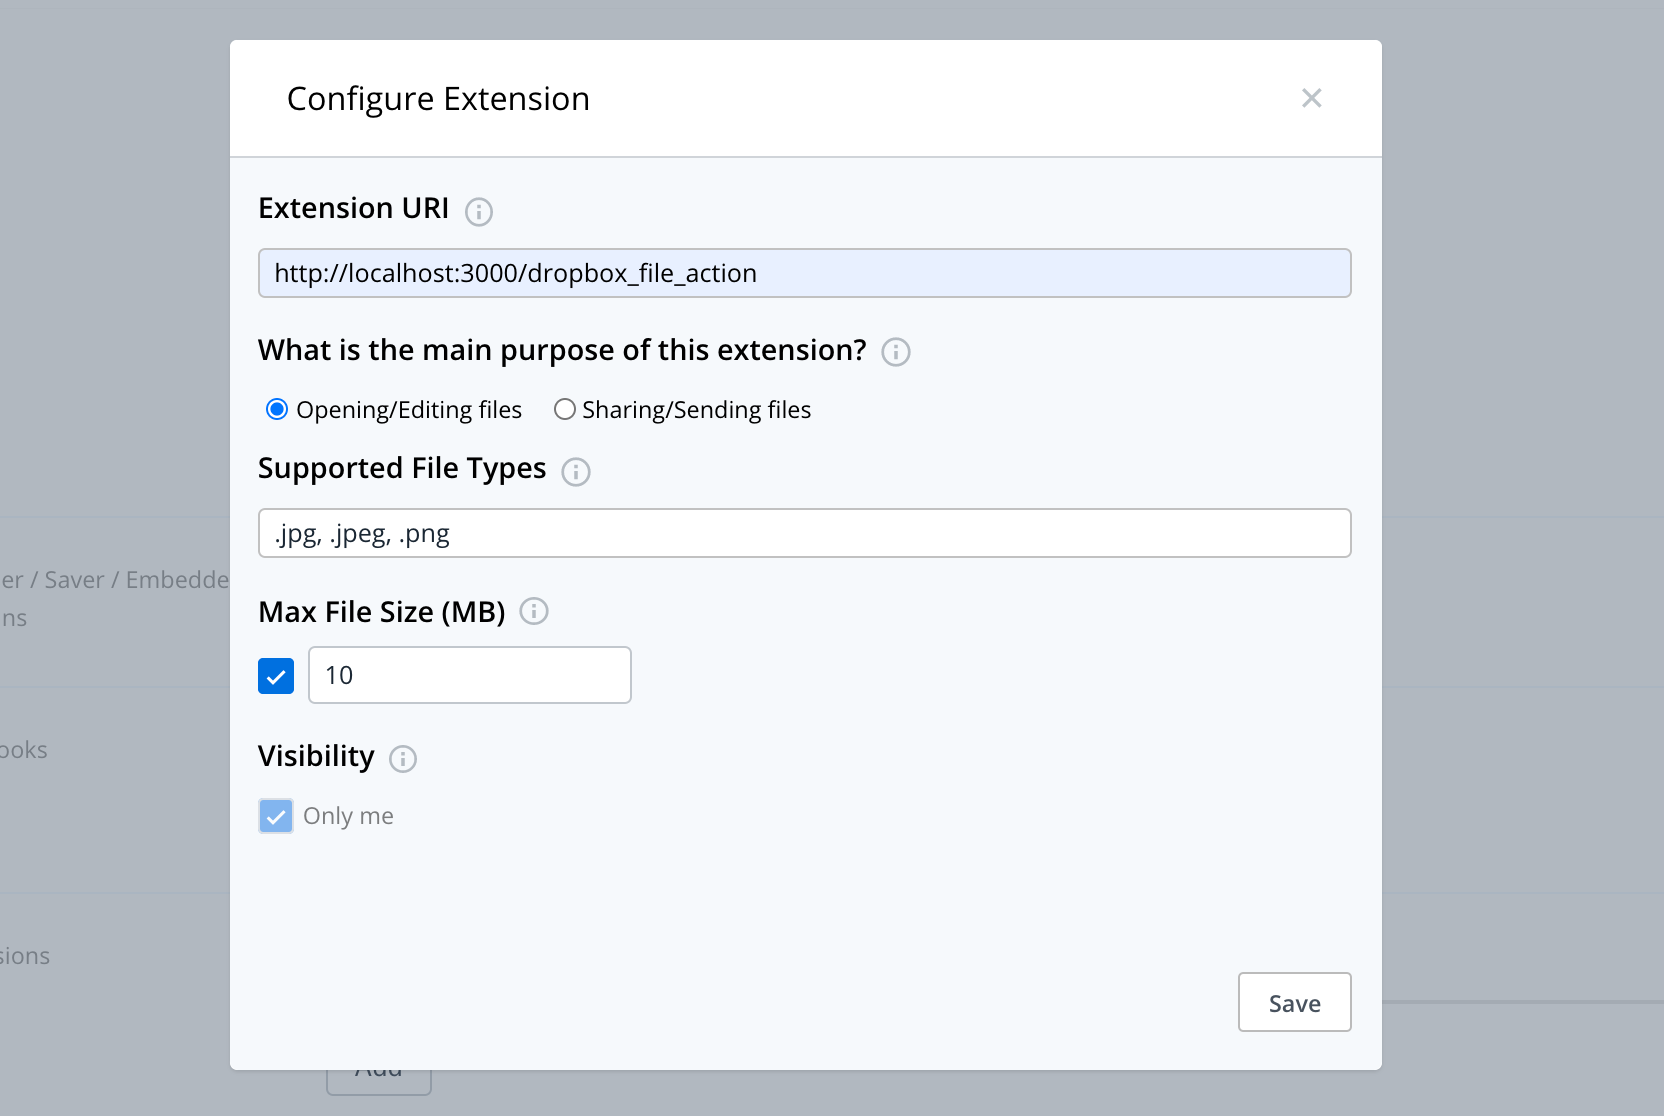 Configure Extension
Extension URI
http://localhost:3000/dropbox_file_action
What is the main purpose of this extension?
Opening/Editing files Sharing/Sending files
Supported File Types
.jpg, .jpeg, .png
er / Saver / Embedde
ns
Max File Size (MB)
10
ooks
Visibility
Only me
sions
Save
Add